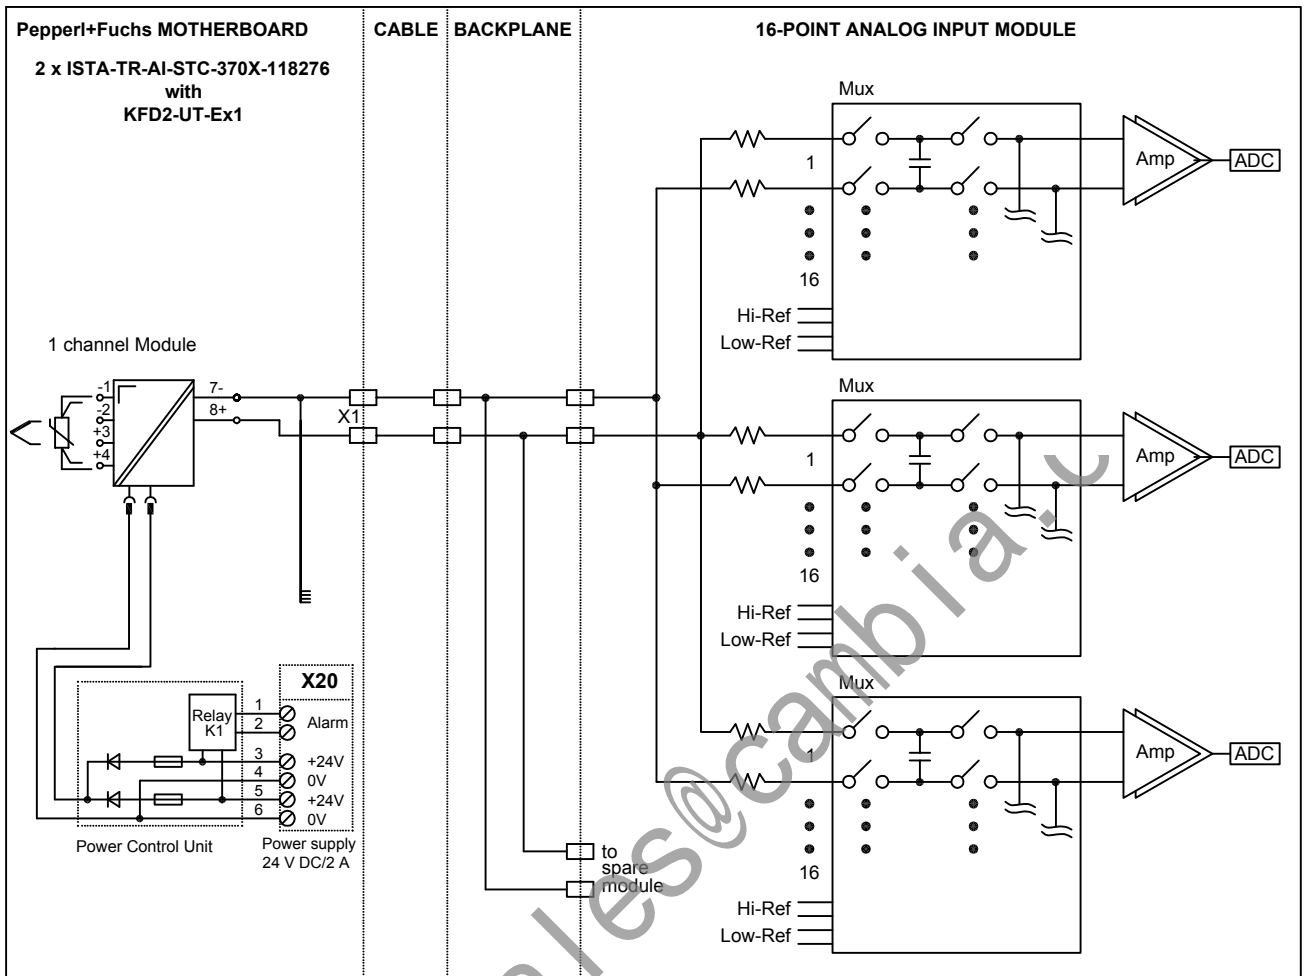 Pepperl+Fuchs MOTHERBOARD
CABLE
BACKPLANE
16-POINT ANALOG INPUT MODULE
2 x ISTA-TR-AI-STC-370X-118276
with
KFD2-UT-Ex1
Mux
1
16
Hi-Ref
Low-Ref
Amp
ADC
1 channel Module
-1
-2
+3
+4
7-
8+
X1
Mux
1
16
Hi-Ref
Low-Ref
Amp
ADC
Mux
1
16
Hi-Ref
Low-Ref
Amp
ADC
X20
Relay
K1
1
2
Alarm
3
+24V
4
0V
5
+24V
6
0V
Power Control Unit
Power supply
24 V DC/2 A
to
spare
module
ales@cambia.c